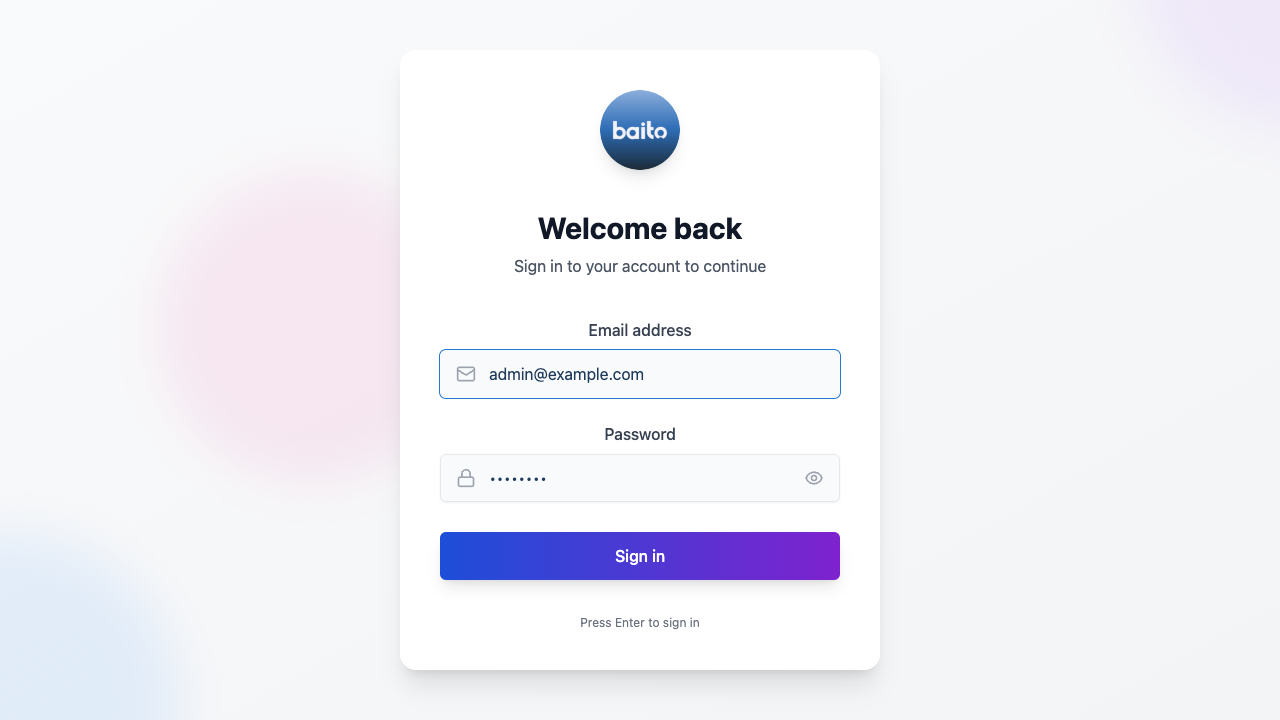 baito
Welcome back
Sign in to your account to continue
Email address
admin@example.com
Password
••••••••
Sign in
Press Enter to sign in